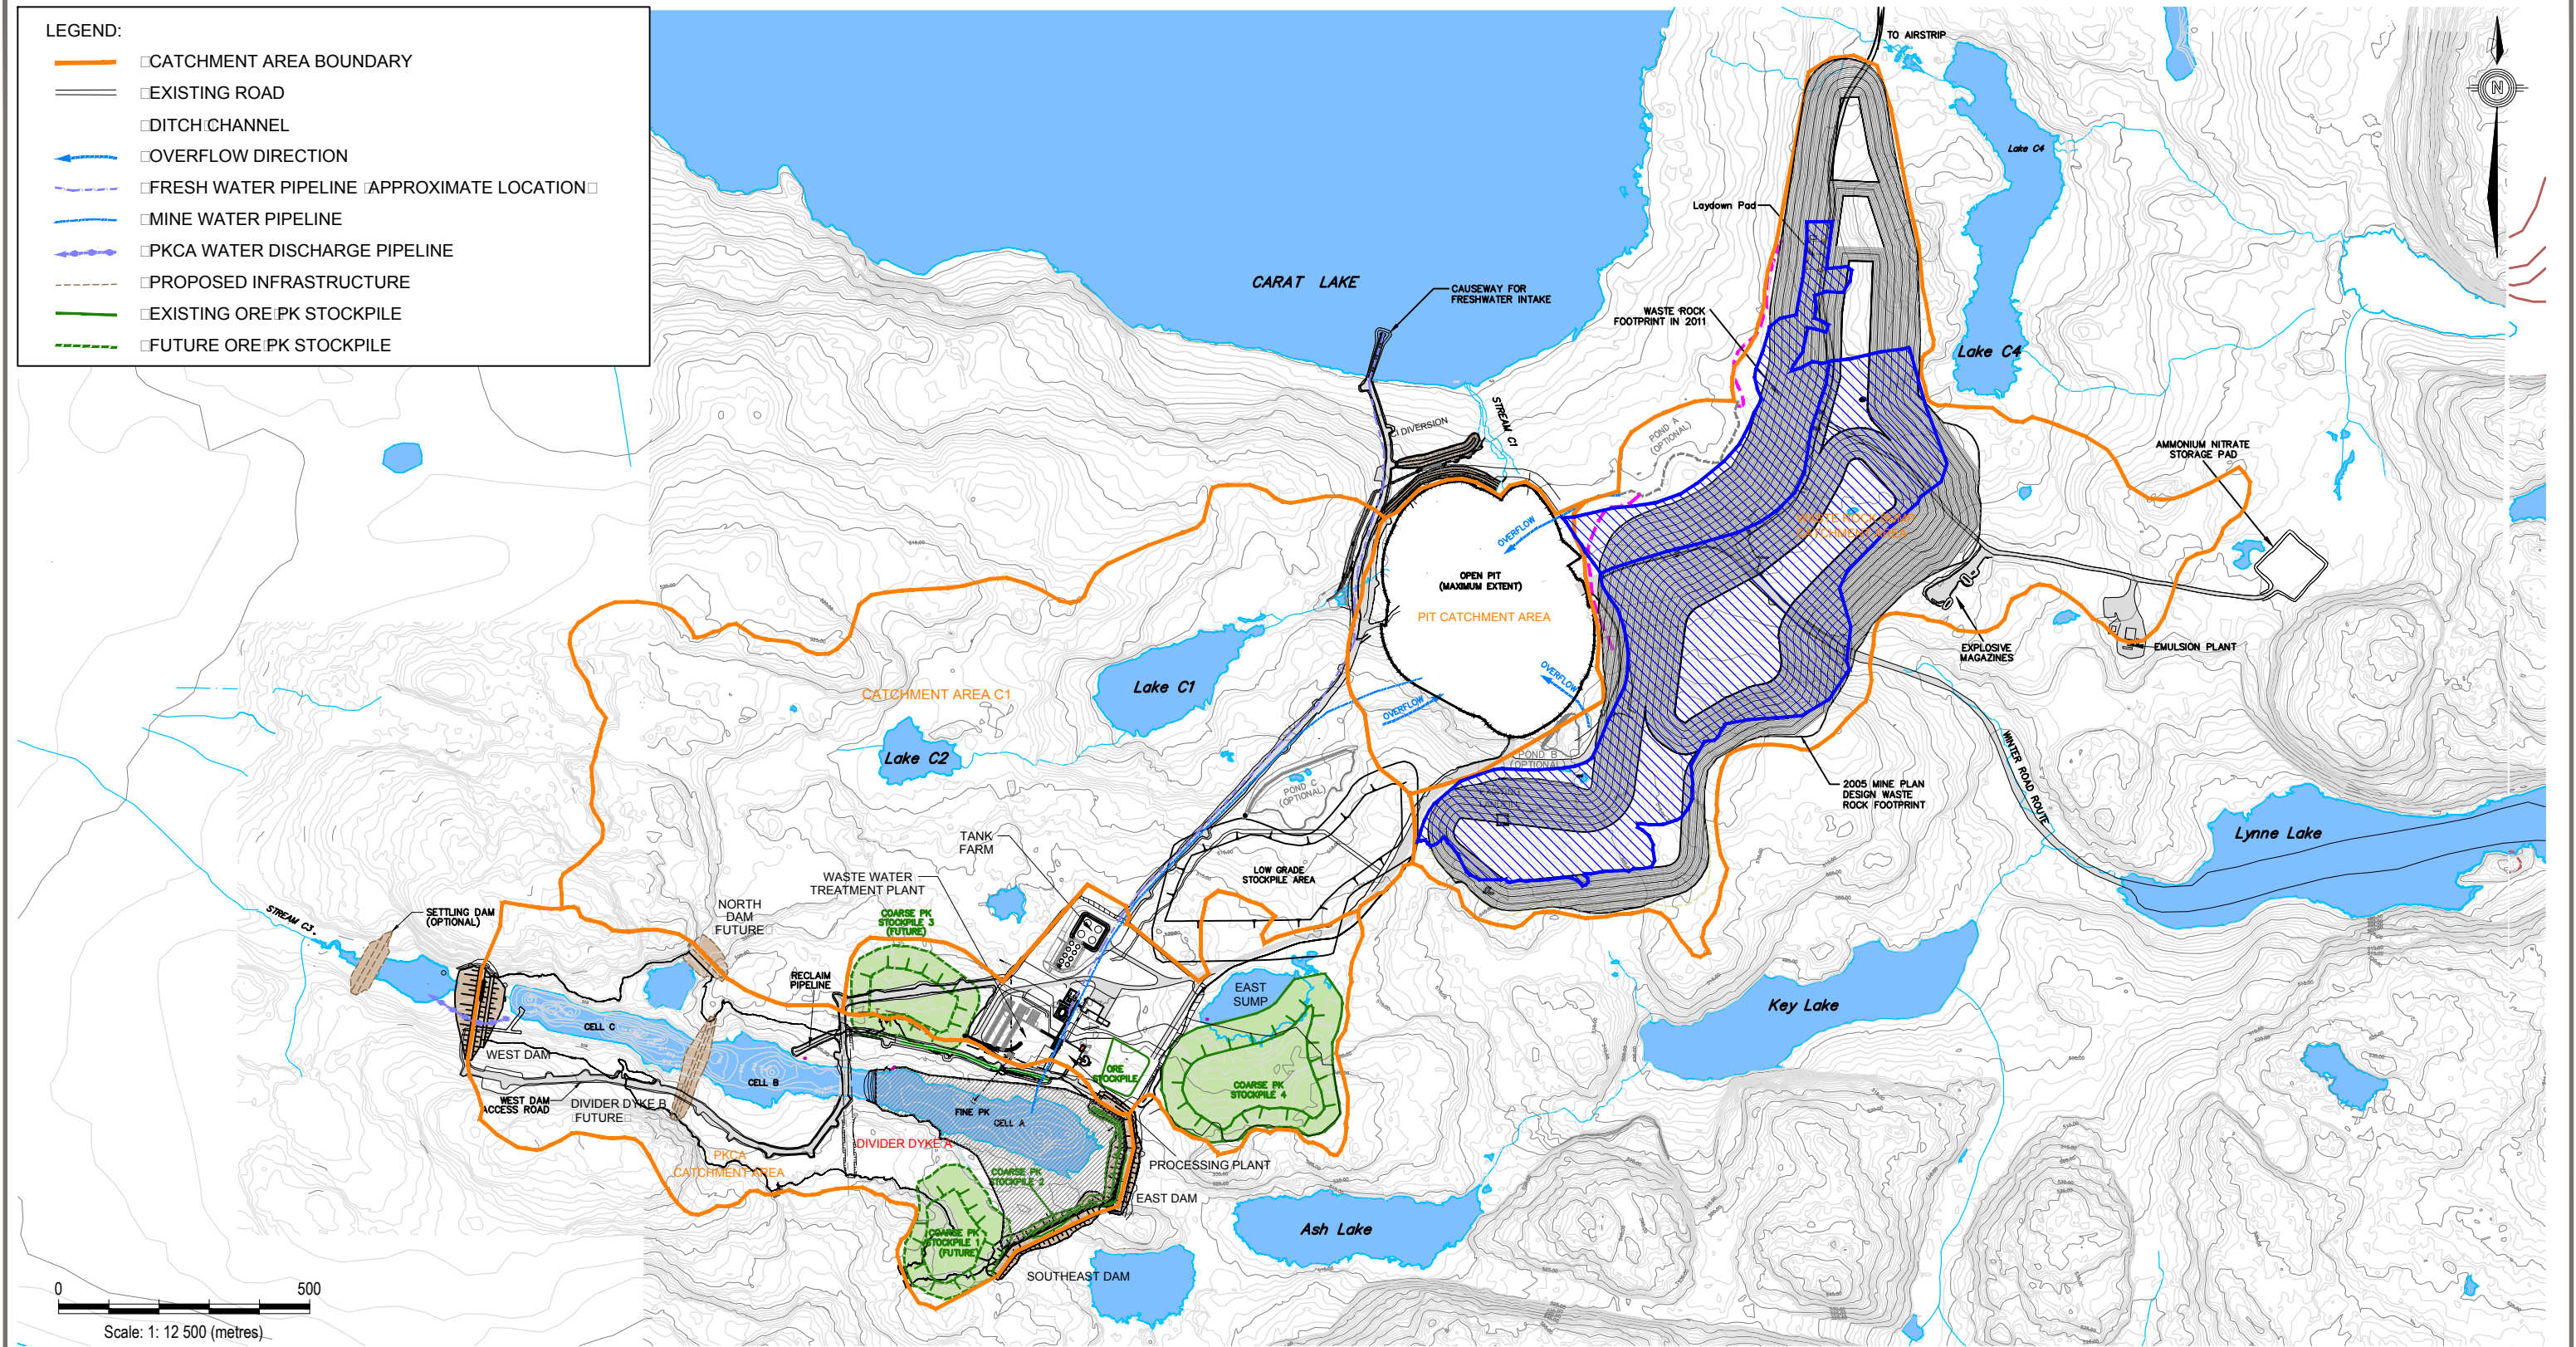 LEGEND:
CATCHMENT AREA BOUNDARY
EXISTING ROAD
DITCH CHANNEL
OVERFLOW DIRECTION
FRESH WATER PIPELINE APPROXIMATE LOCATION
MINE WATER PIPELINE
PKCA WATER DISCHARGE PIPELINE
PROPOSED INFRASTRUCTURE
EXISTING ORE PK STOCKPILE
FUTURE ORE PK STOCKPILE
TO AIRSTRIP
N
Lake C4
Laydown Pad
CARAT LAKE
CAUSEWAY FOR
FRESHWATER INTAKE
WASTE ROCK
FOOTPRINT IN 2011
Lake C4
STREAM C1
DIVERSION
POND A
(OPTIONAL)
AMMONIUM NITRATE
STORAGE PAD
OVERFLOW
WASTE ROCK DUMP
CATCHMENT AREA
OPEN PIT
(MAXIMUM EXTENT)
PIT CATCHMENT AREA
EXPLOSIVE
MAGAZINES
EMULSION PLANT
Lake C1
CATCHMENT AREA C1
OVERFLOW
OVERFLOW
Lake C2
POND B
(OPTIONAL)
WINTER ROAD ROUTE
POND C
(OPTIONAL)
2005 MINE PLAN
DESIGN WASTE
ROCK FOOTPRINT
Lynne Lake
TANK
FARM
WASTE WATER
TREATMENT PLANT
LOW GRADE
STOCKPILE AREA
STREAM C3
SETTLING DAM
(OPTIONAL)
NORTH
DAM
FUTURE
COARSE PK
STOCKPILE 3
(FUTURE)
RECLAIM
PIPELINE
EAST
SUMP
Key Lake
CELL C
WEST DAM
CELL B
ORE
STOCKPILE
COARSE PK
STOCKPILE 4
WEST DAM
ACCESS ROAD
DIVIDER DYKE B
FUTURE
FINE PK
CELL A
DIVIDER DYKE A
PKCA
CATCHMENT AREA
COARSE PK
STOCKPILE 2
PROCESSING PLANT
EAST DAM
Ash Lake
COARSE PK
STOCKPILE 1
(FUTURE)
SOUTHEAST DAM
0 500
Scale: 1: 12 500 (metres)